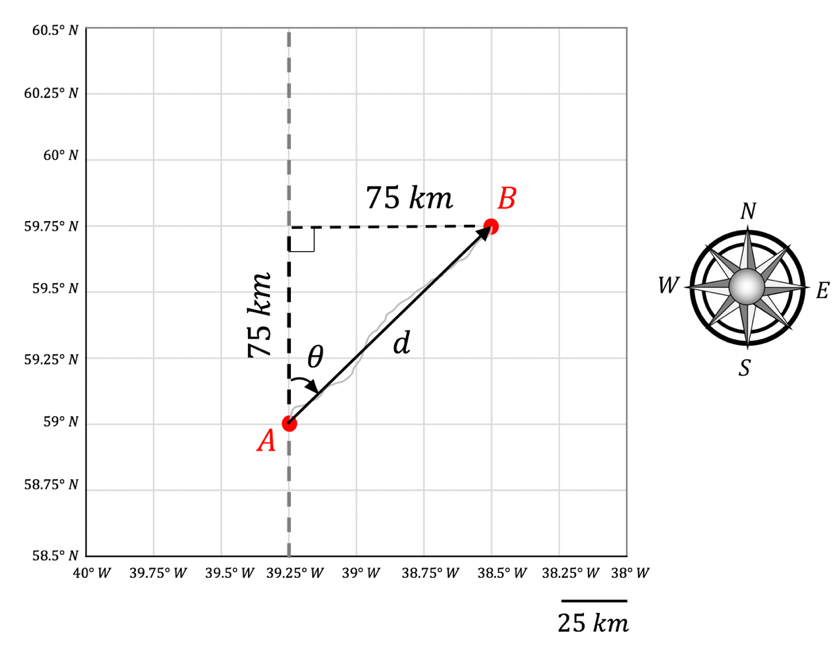 60.5° N
60.25° N
60° N
59.75° N
59.5° N
59.25° N
59° N
58.75° N
58.5° N
40° W 39.75° W 39.5° W 39.25° W 39° W 38.75° W 38.5° W 38.25° W 38° W
75 km
B
75 km
θ
d
A
N
W
E
S
25 km